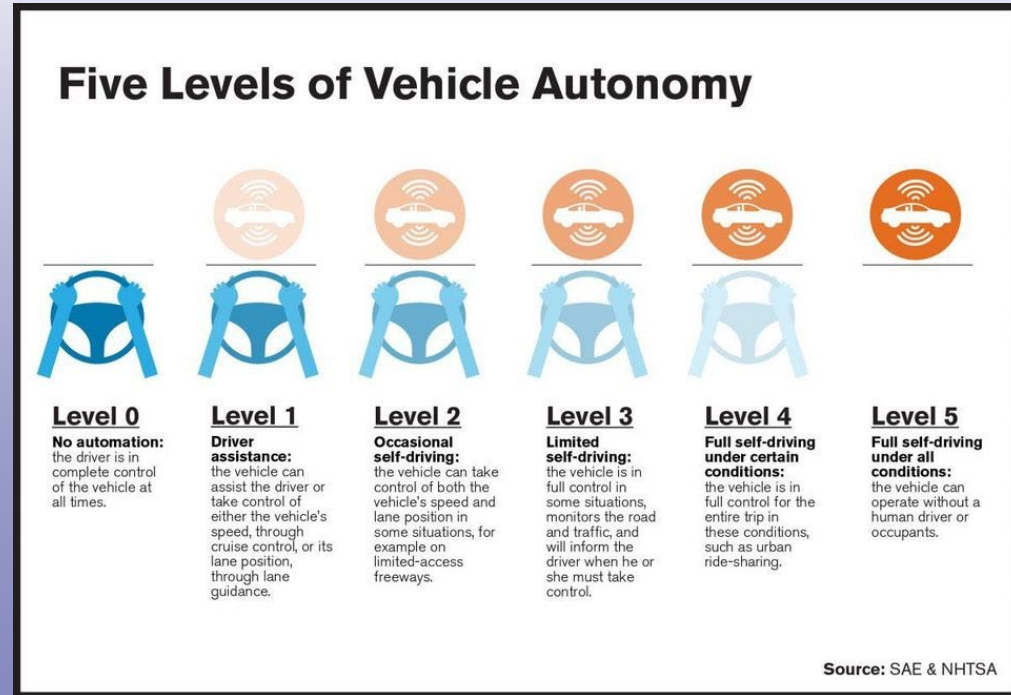 Five Levels of Vehicle Autonomy
Level 0
No automation:
the driver is in
complete control
of the vehicle at
all times.
Level 1
Driver
assistance:
the vehicle can
assist the driver or
take control of
either the vehicle's
speed, through
cruise control, or its
lane position,
through lane
guidance.
Level 2
Occasional
self-driving:
the vehicle can take
control of both the
vehicle's speed and
lane position in
some situations, for
example on
limited-access
freeways.
Level 3
Limited
self-driving:
the vehicle is in
full control in
some situations,
monitors the road
and traffic, and
will inform the
driver when he or
she must take
control.
Level 4
Full self-driving
under certain
conditions:
the vehicle is in
full control for the
entire trip in
these conditions,
such as urban
ride-sharing.
Level 5
Full self-driving
under all
conditions:
the vehicle can
operate without a
human driver or
occupants.
Source: SAE & NHTSA